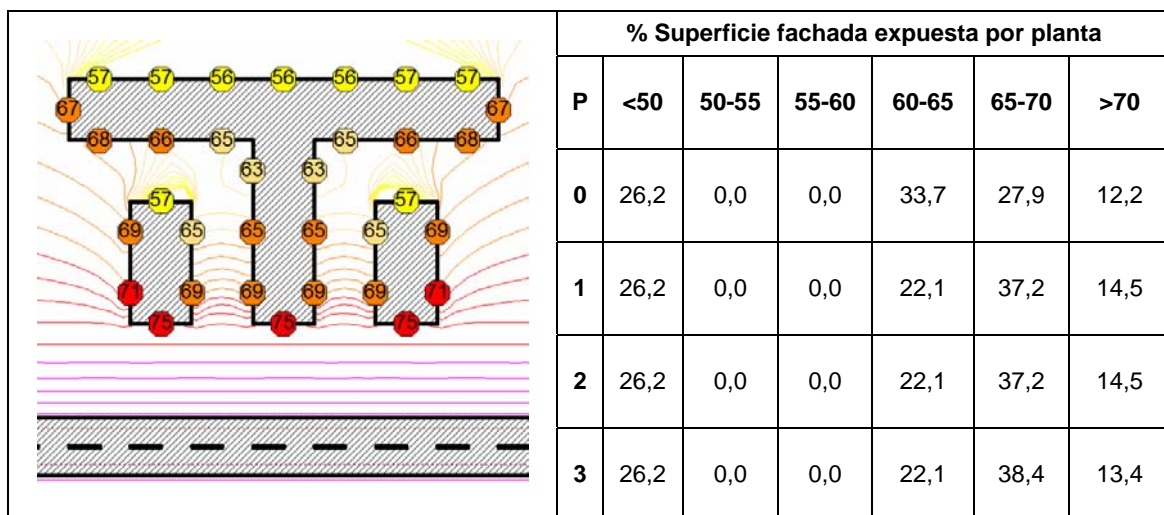 57 57 56 56 56 57 57
67 67
68 66 65 65 66 68
63 63
57 57
69 65 65 65 65 69
71 69 69 69 69 71
75 75 75
% Superficie fachada expuesta por planta
P <50 50-55 55-60 60-65 65-70 >70
0 26,2 0,0 0,0 33,7 27,9 12,2
1 26,2 0,0 0,0 22,1 37,2 14,5
2 26,2 0,0 0,0 22,1 37,2 14,5
3 26,2 0,0 0,0 22,1 38,4 13,4